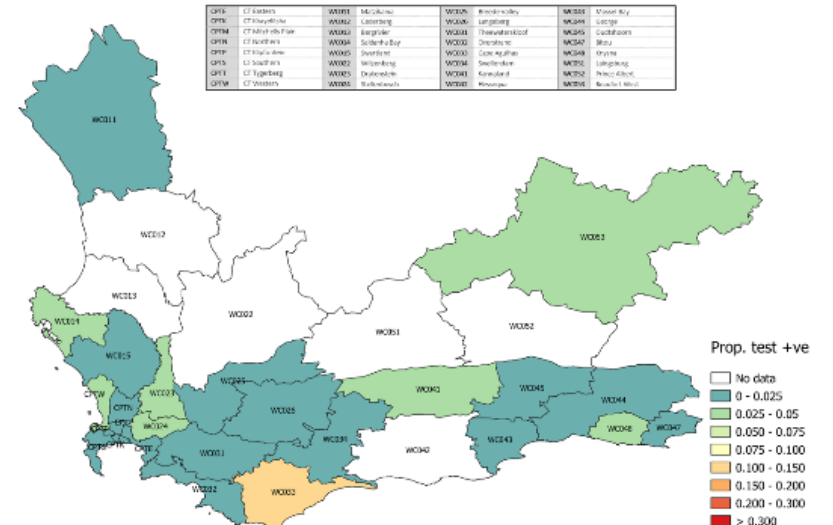 CPTE CT Eastern WC011 Matzikama WC025 Breede Valley WC043 Mossel Bay
CPTK CT Khayelitsha WC012 Cederberg WC026 Langeberg WC044 George
CPTM CT Mitchells Plain WC013 Bergrivier WC031 Theewaterskloof WC045 Oudtshoorn
CPTN CT Northern WC014 Saldanha Bay WC032 Overstrand WC047 Bitou
WC015 Swartland WC033 Cape Agulhas WC048 Knysna
CPTS CT Southern WC022 Witzenberg WC034 Swellendam WC051 Laingsburg
CPTT CT Tygerberg WC023 Drakenstein WC041 Kannaland WC052 Prince Albert
CPTW CT Western WC024 Stellenbosch WC042 Hessequa WC053 Beaufort West
WC011
WC012
WC053
WC013
WC014
WC022
WC051
WC052
WC015
WC025
WC041
WC045
CPTW
WC023
WC044
CPTN
WC026
WC024
WC048
WC047
WC034
WC043
WC031
WC042
WC032
WC033
Prop. test +ve
No data
0 - 0.025
0.025 - 0.05
0.050 - 0.075
0.075 - 0.100
0.100 - 0.150
0.150 - 0.200
0.200 - 0.300
> 0.300